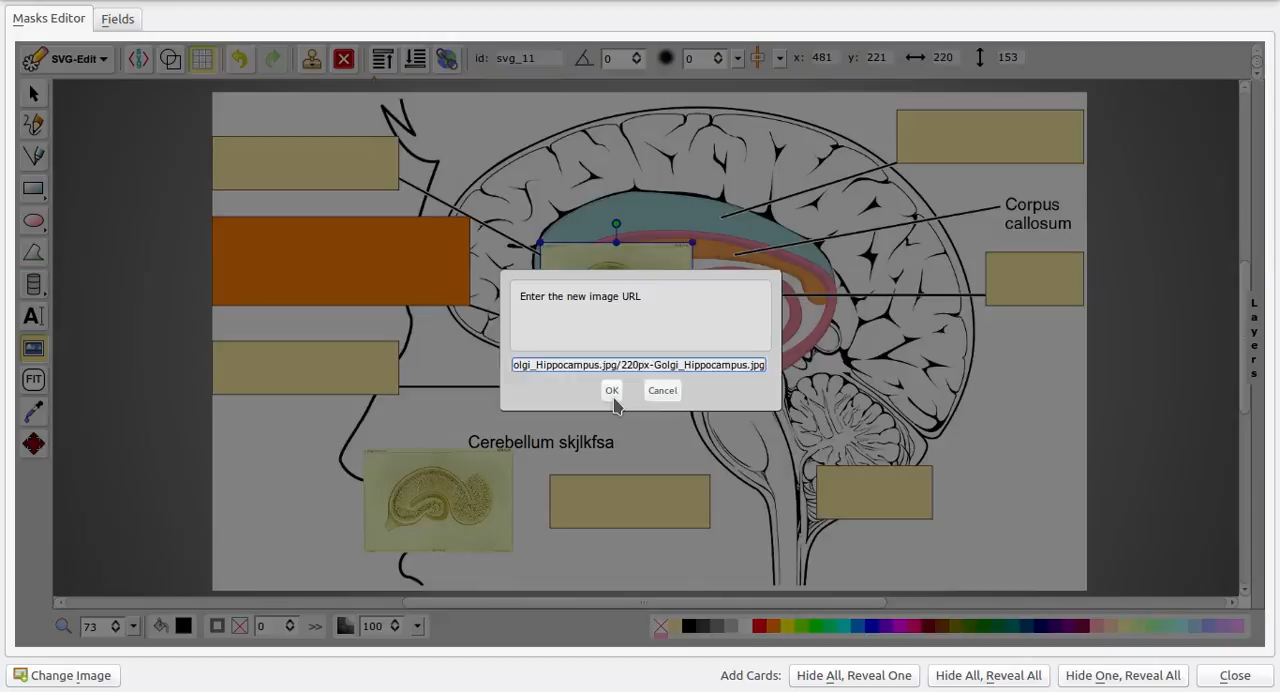 Masks Editor Fields
SVG-Edit id: svg_11 0 0 x: 481 y: 221 220 153
Corpus
callosum
Enter the new image URL
olgi_Hippocampus.jpg/220px-Golgi_Hippocampus.jpg
OK Cancel
A
FIT
Layers
Cerebellum skjlkfsa
73 0 >> 100
Change Image Add Cards: Hide All, Reveal One Hide All, Reveal All Hide One, Reveal All Close